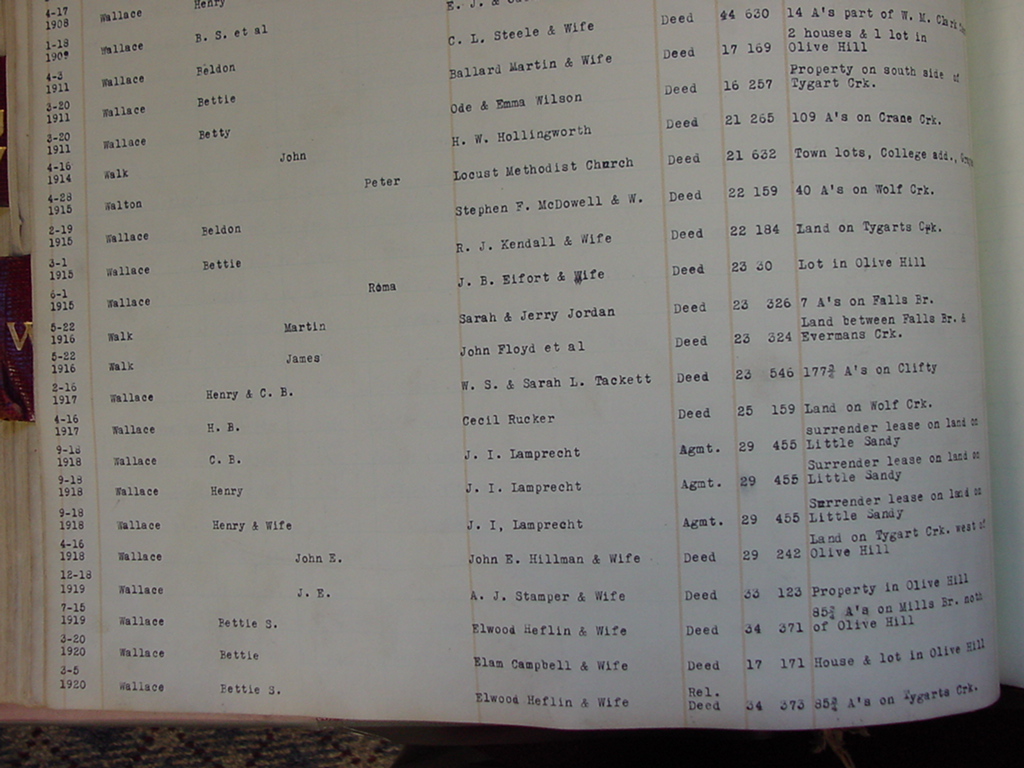 4-17
1908 Wallace Henry
1-18
1909 Wallace B. S. et al E. J. &
4-3
1911 Wallace Beldon C. L. Steele & Wife Deed 44 630 14 A's part of W. M. Clark
3-20 2 houses & 1 lot in
1911 Wallace Bettie Ballard Martin & Wife Deed 17 169 Olive Hill
3-20 Property on south side of
1911 Wallace Betty Ode & Emma Wilson Deed 16 257 Tygart Crk.
4-16
1914 Walk John H. W. Hollingworth Deed 21 265 109 A's on Crane Crk.
4-28
1915 Walton Peter Locust Methodist Church Deed 21 632 Town lots, College add.,
2-19
1915 Wallace Beldon Stephen F. McDowell & W. Deed 22 159 40 A's on Wolf Crk.
3-1
1915 Wallace Bettie R. J. Kendall & Wife Deed 22 184 Land on Tygarts Crk.
6-1
1915 Wallace Roma J. B. Eifort & Wife Deed 23 30 Lot in Olive Hill
5-22
1916 Walk Martin Sarah & Jerry Jordan Deed 23 326 7 A's on Falls Br.
5-22 Land between Falls Br. &
1916 Walk James John Floyd et al Deed 23 324 Evermans Crk.
2-16
1917 Wallace Henry & C. B. W. S. & Sarah L. Tackett Deed 23 546 177¾ A's on Clifty
4-16
1917 Wallace H. B. Cecil Rucker Deed 25 159 Land on Wolf Crk.
9-18 surrender lease on land on
1918 Wallace C. B. J. I. Lamprecht Agmt. 29 455 Little Sandy
9-18 Surrender lease on land on
1918 Wallace Henry J. I. Lamprecht Agmt. 29 455 Little Sandy
9-18 Surrender lease on land on
1918 Wallace Henry & Wife J. I, Lamprecht Agmt. 29 455 Little Sandy
4-16 Land on Tygart Crk. west of
1918 Wallace John E. John E. Hillman & Wife Deed 29 242 Olive Hill
12-18
1919 Wallace J. E. A. J. Stamper & Wife Deed 33 123 Property in Olive Hill
7-15 85¾ A's on Mills Br. noth
1919 Wallace Bettie S. Elwood Heflin & Wife Deed 34 371 of Olive Hill
3-20
1920 Wallace Bettie Elam Campbell & Wife Deed 17 171 House & lot in Olive Hill
3-5 Rel.
1920 Wallace Bettie S. Elwood Heflin & Wife Deed 34 373 85¾ A's on Tygarts Crk.
W